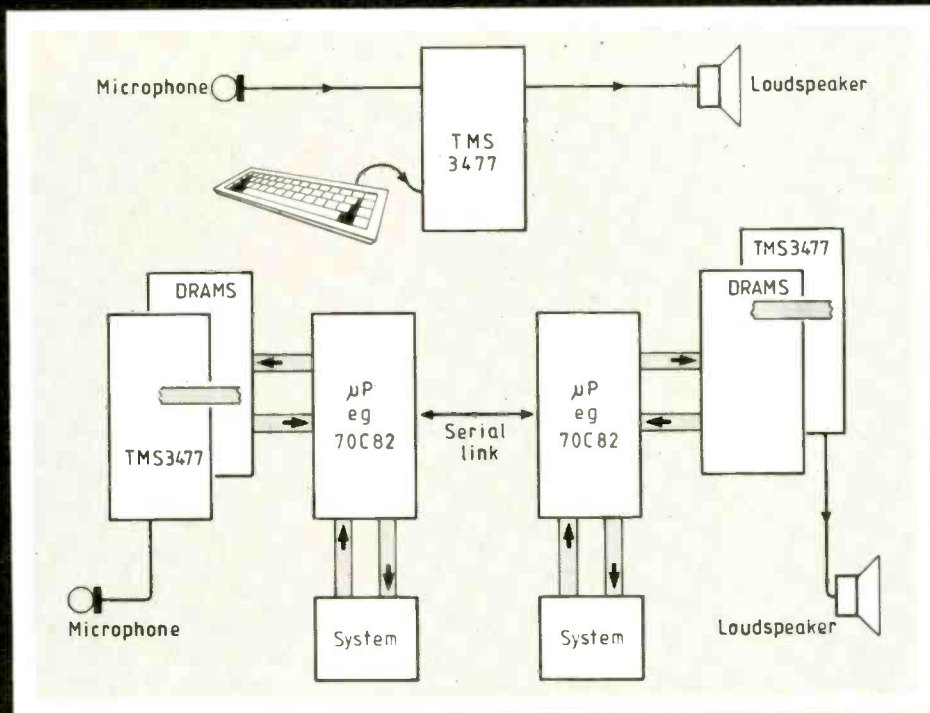 Microphone
TMS
3477
Loudspeaker
DRAMS
TMS3477
µP
eg
70C82
Serial
link
µP
eg
70C82
TMS3477
DRAMS
Microphone
System
System
Loudspeaker